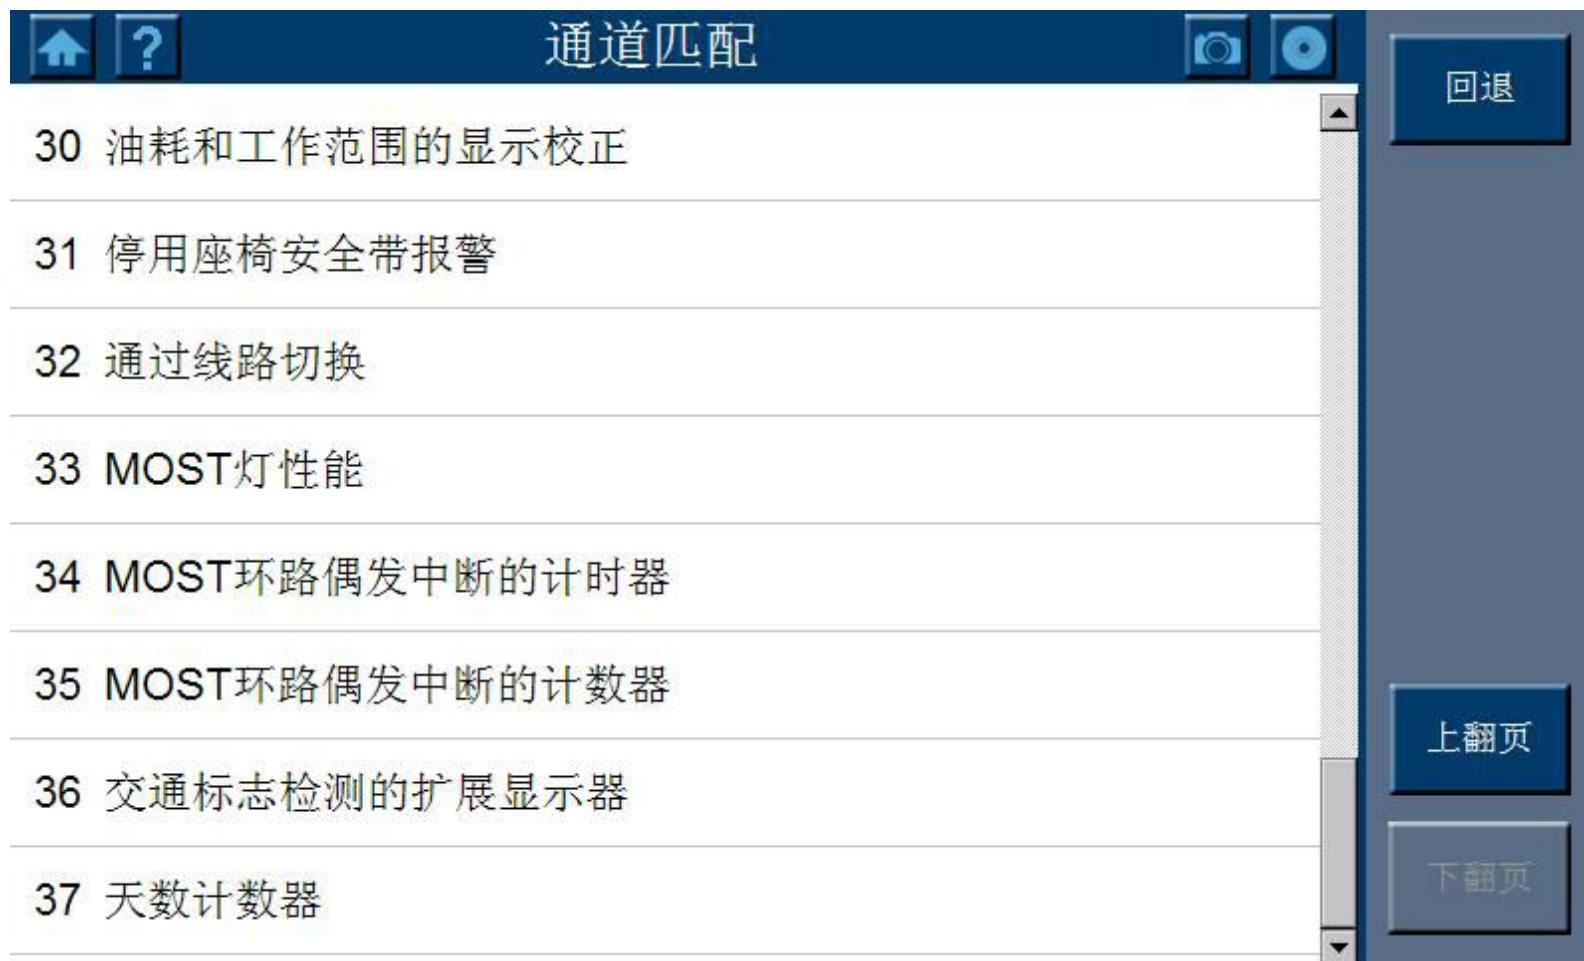 ?
通道匹配
回退
30 油耗和工作范围的显示校正
31 停用座椅安全带报警
32 通过线路切换
33 MOST灯性能
34 MOST环路偶发中断的计时器
35 MOST环路偶发中断的计数器
36 交通标志检测的扩展显示器
37 天数计数器
上翻页
下翻页